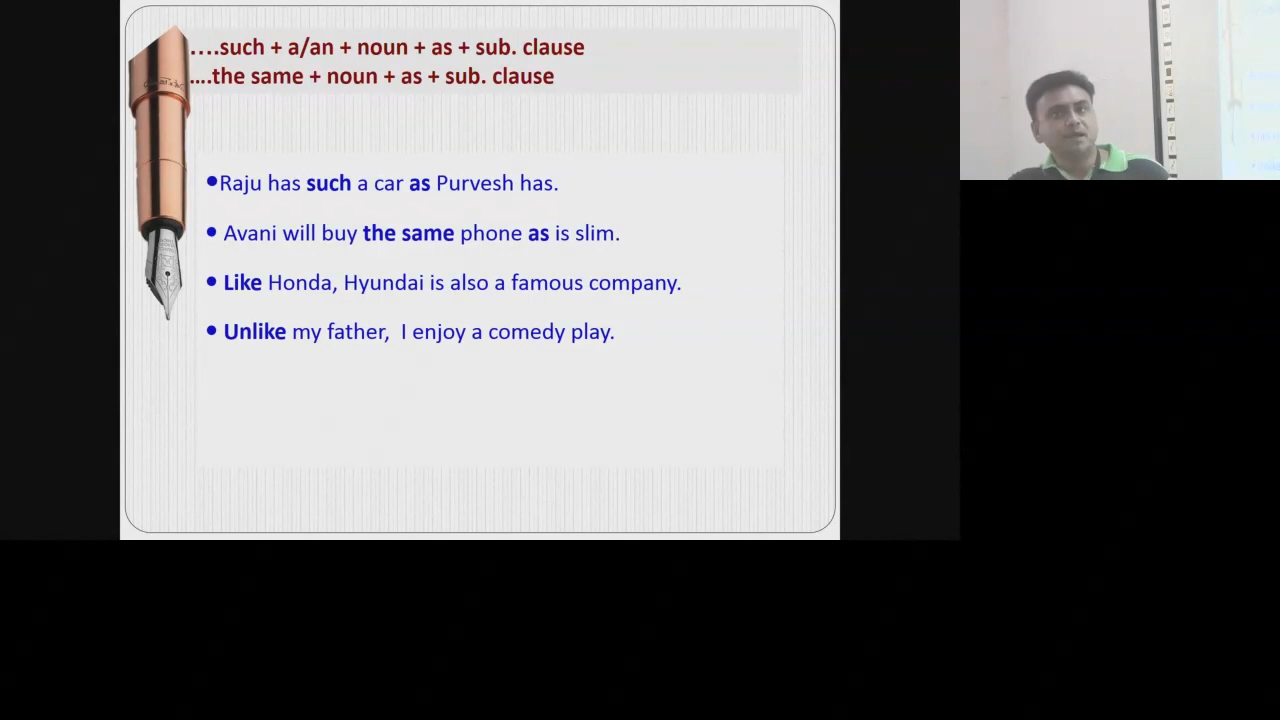 ….such + a/an + noun + as + sub. clause
….the same + noun + as + sub. clause
•Raju has such a car as Purvesh has.
• Avani will buy the same phone as is slim.
• Like Honda, Hyundai is also a famous company.
• Unlike my father,  I enjoy a comedy play.